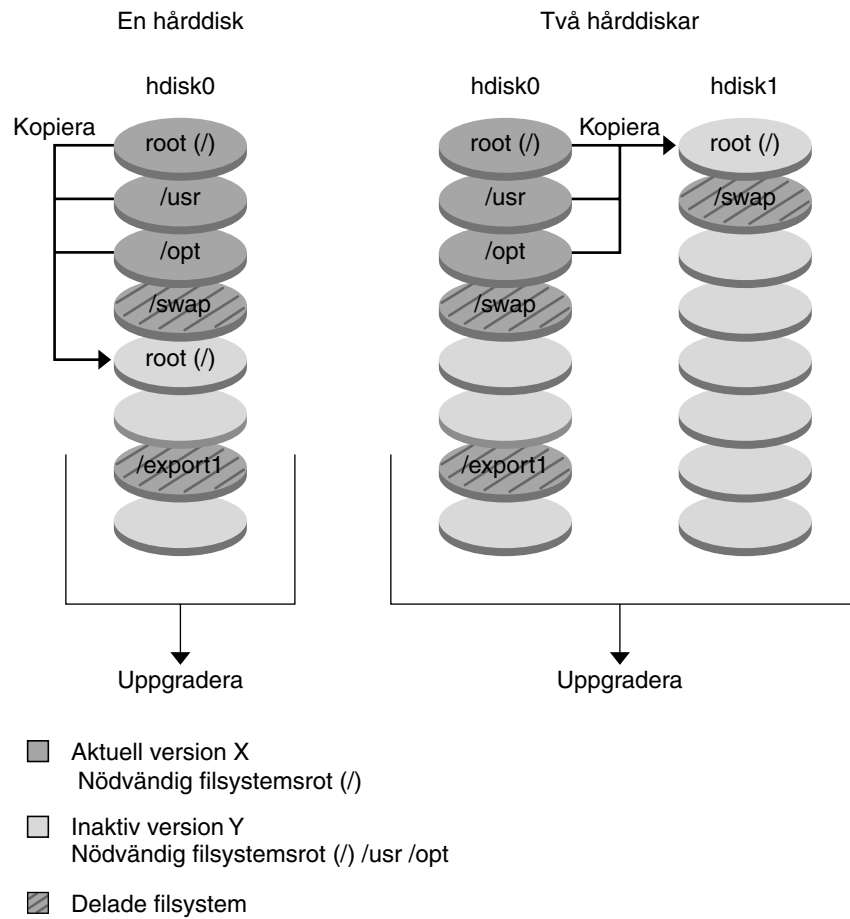 En hårddisk
Två hårddiskar
hdisk0
hdisk0
hdisk1
Kopiera
root (/)
/usr
/opt
/swap
root (/)
/export1
Kopiera
root (/)
/usr
/opt
/swap
/export1
root (/)
/swap
Uppgradera
Uppgradera
Aktuell version X
Nödvändig filsystemsrot (/)
Inaktiv version Y
Nödvändig filsystemsrot (/) /usr /opt
Delade filsystem